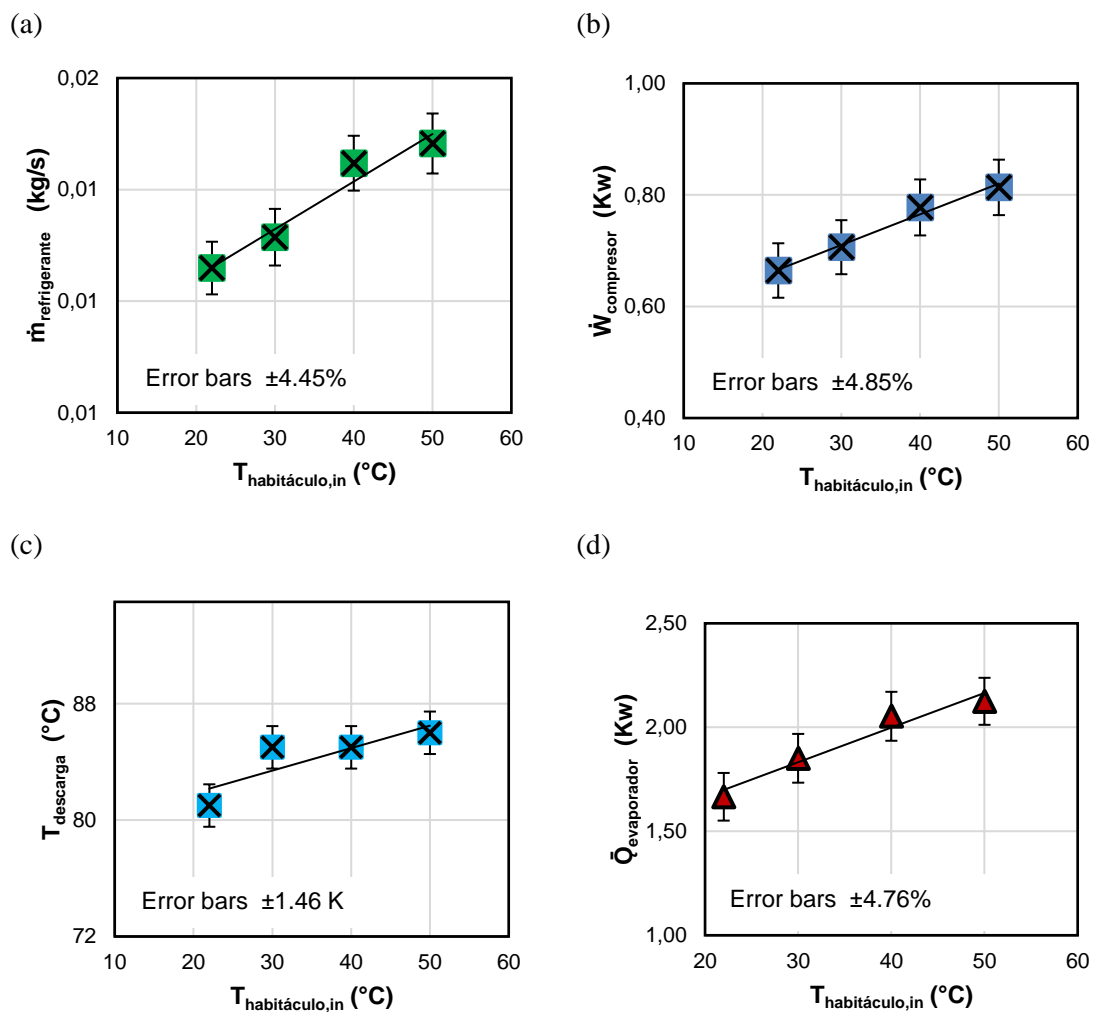 (a)
0,02
0,01
0,01
0,01
10 20 30 40 50 60
ṁrefrigerante (kg/s)
Error bars ±4.45%
Thabitáculo,in (°C)
(b)
1,00
0,80
0,60
0,40
10 20 30 40 50 60
Ẇcompresor (Kw)
Error bars ±4.85%
Thabitáculo,in (°C)
(c)
88
80
72
10 20 30 40 50 60
Tdescarga (°C)
Error bars ±1.46 K
Thabitáculo,in (°C)
(d)
2,50
2,00
1,50
1,00
20 30 40 50 60
Q̄evaporador (Kw)
Error bars ±4.76%
Thabitáculo,in (°C)